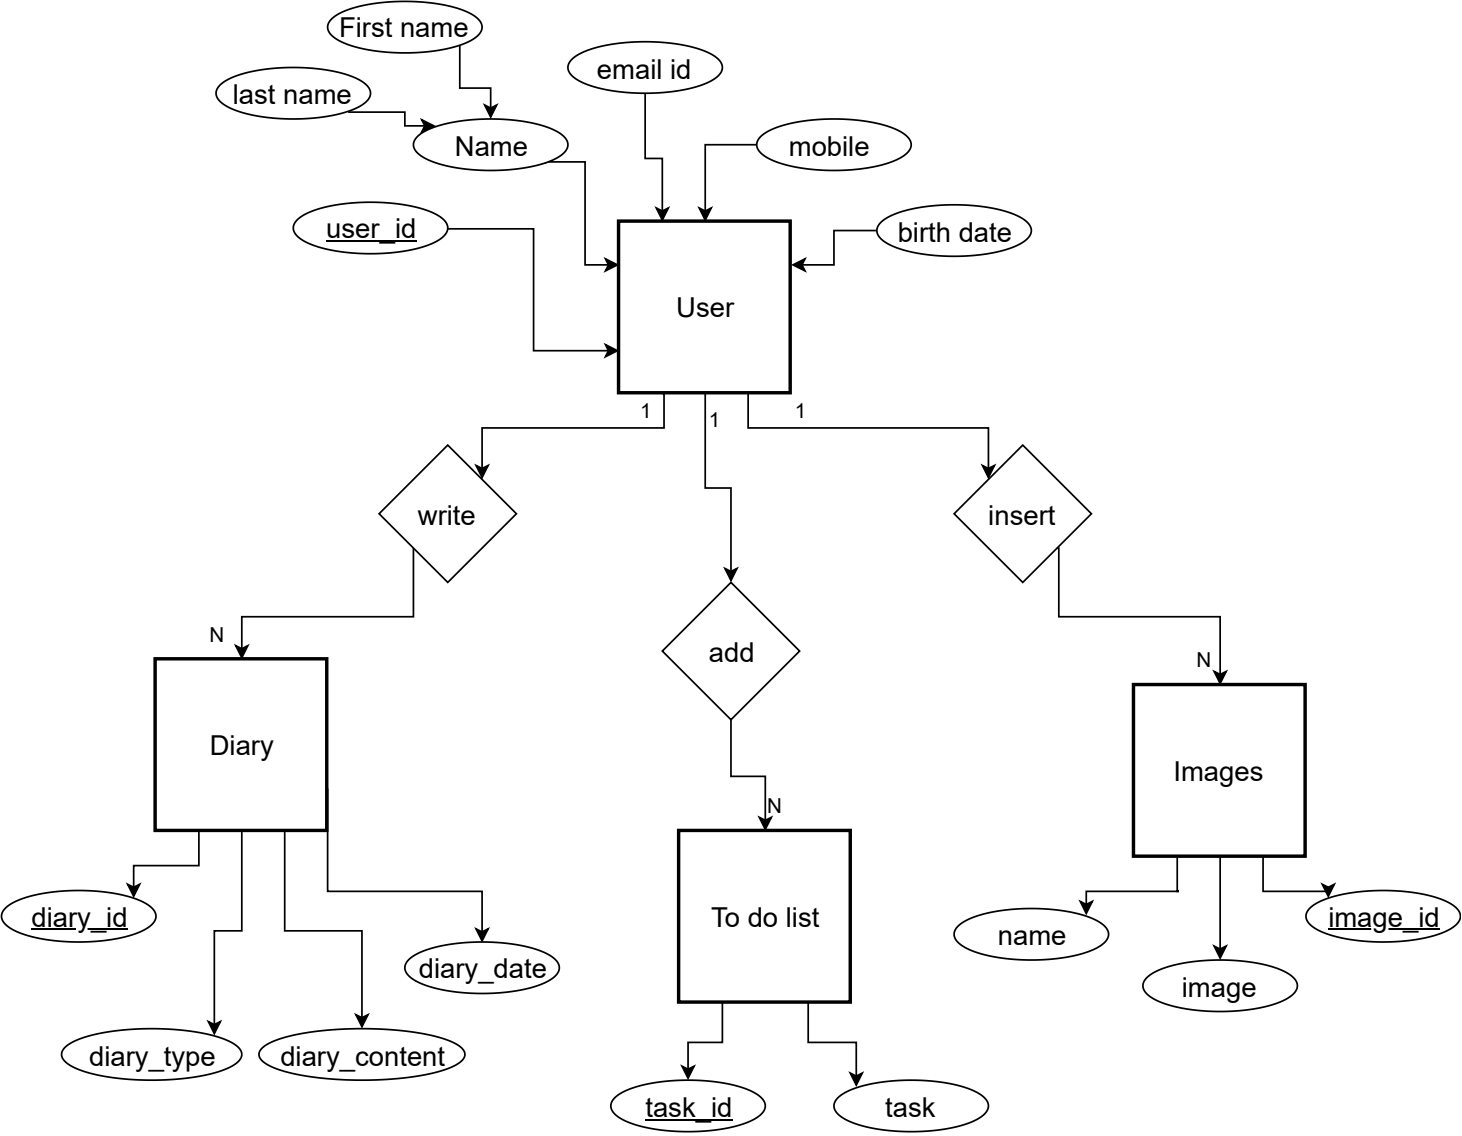 First name
email id
last name
Name
mobile
user_id
birth date
User
1
1
1
write
insert
add
N
N
Diary
Images
N
diary_id
To do list
image_id
name
diary_date
image
diary_type
diary_content
task_id
task